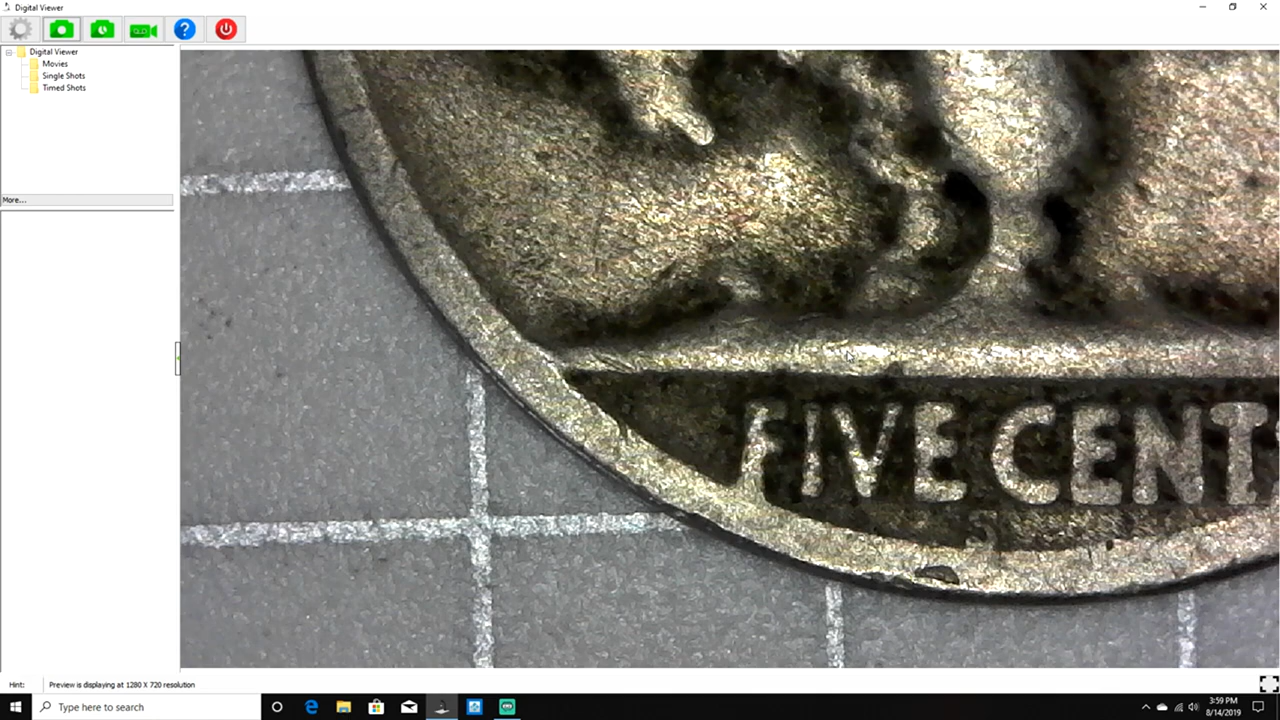 Digital Viewer
Digital Viewer
Movies
Single Shots
Timed Shots
More...
FIVE CENT
Hint: Preview is displaying at 1280 X 720 resolution
Type here to search
3:59 PM
8/14/2019